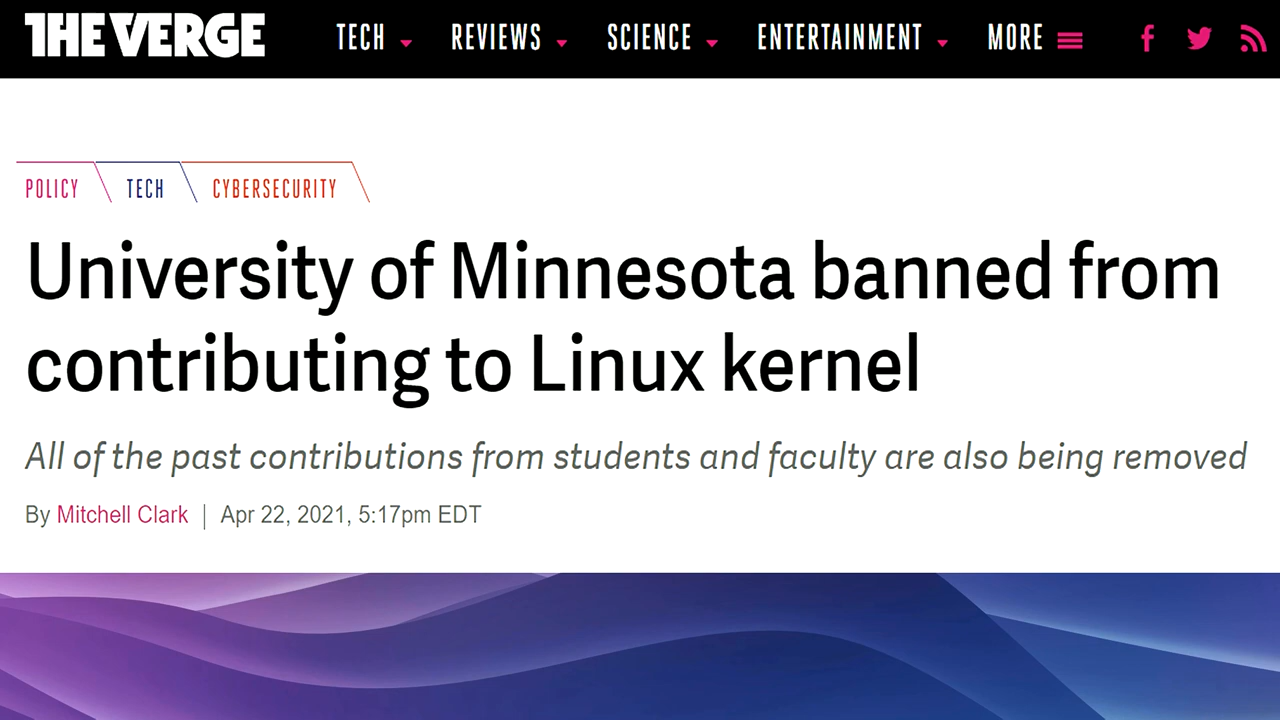 THE VERGE TECH REVIEWS SCIENCE ENTERTAINMENT MORE
POLICY TECH CYBERSECURITY
University of Minnesota banned from
contributing to Linux kernel
All of the past contributions from students and faculty are also being removed
By Mitchell Clark | Apr 22, 2021, 5:17pm EDT